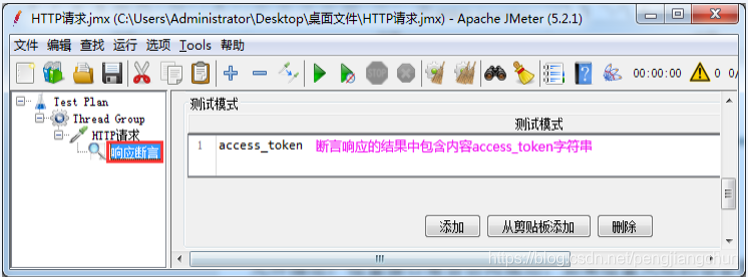 HTTP请求.jmx (C:\Users\Administrator\Desktop\桌面文件\HTTP请求.jmx) - Apache JMeter (5.2.1)
文件 编辑 查找 运行 选项 Tools 帮助
00:00:00 0 0/
Test Plan
Thread Group
HTTP请求
响应断言
测试模式
测试模式
1 access_token 断言响应的结果中包含内容access_token字符串
添加 从剪贴板添加 删除